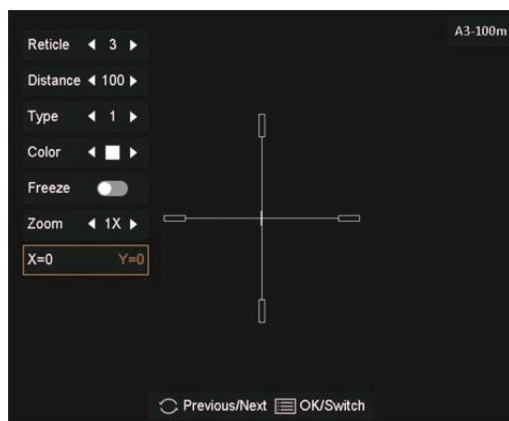 A3-100m
Reticle 3
Distance 100
Type 1
Color
Freeze
Zoom 1X
X=0 Y=0
Previous/Next OK/Switch